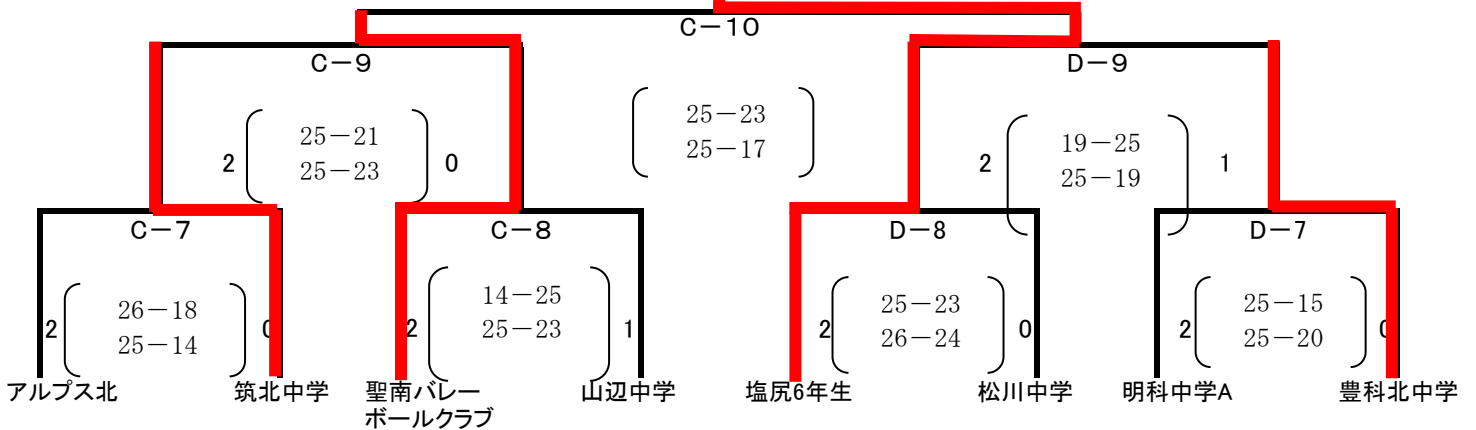 C－10
C－9
D－9
25－23
25－17
2
25－21
25－23
0
2
19－25
25－19
1
C－7
C－8
D－8
D－7
2
26－18
25－14
0
2
14－25
25－23
1
2
25－23
26－24
0
2
25－15
25－20
0
アルプス北
筑北中学
聖南バレー
ボールクラブ
山辺中学
塩尻6年生
松川中学
明科中学A
豊科北中学